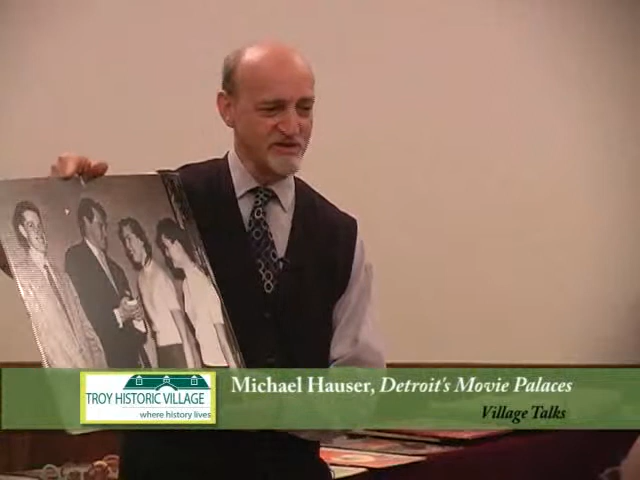 Michael Hauser, Detroit's Movie Palaces
TROY HISTORIC VILLAGE
where history lives
Village Talks